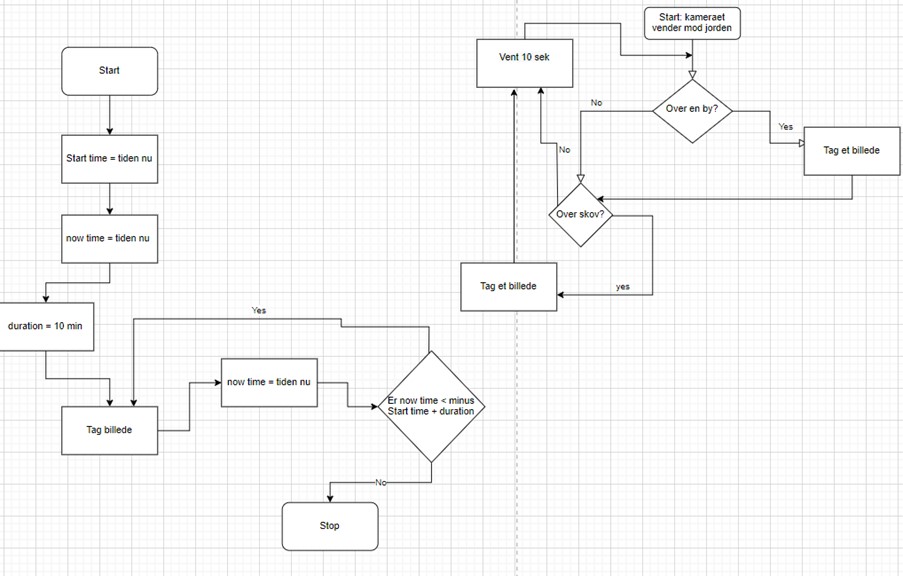 Start
Start time = tiden nu
now time = tiden nu
duration = 10 min
Tag billede
now time = tiden nu
Er now time < minus
Start time + duration
Yes
No
Stop
Start: kameraet
vender mod jorden
Vent 10 sek
Over en by?
No
Yes
Tag et billede
Over skov?
No
yes
Tag et billede